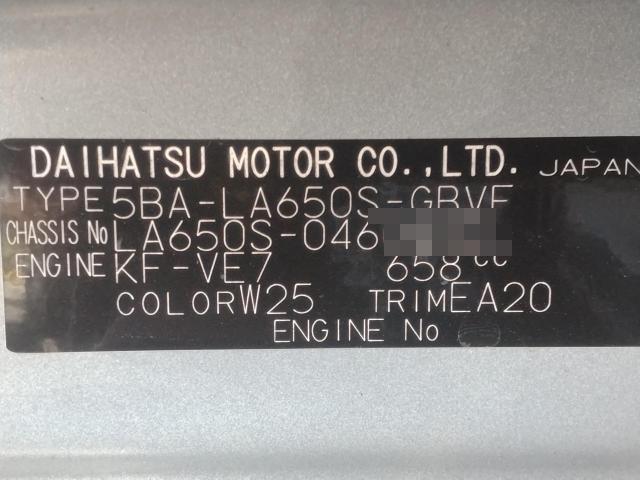 DAIHATSU MOTOR CO.,LTD. JAPAN
TYPE 5BA-LA650S-GBVF
CHASSIS No LA650S-046
ENGINE KF-VE7 658 cc
COLOR W25 TRIM EA20
ENGINE No